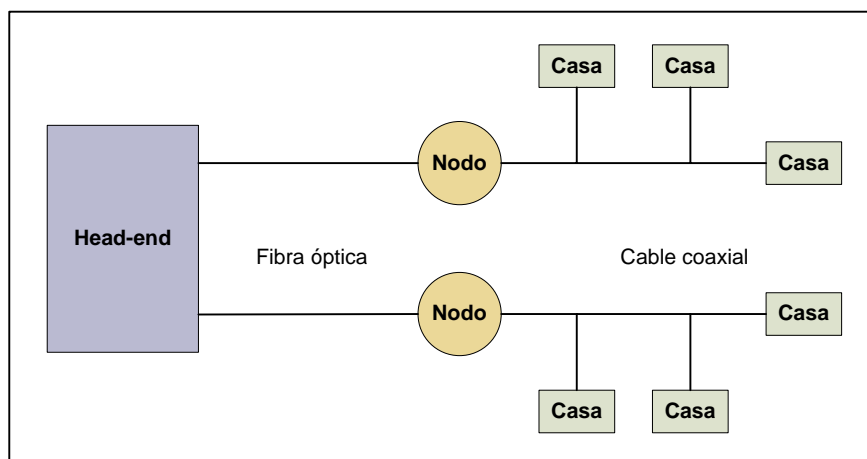 Casa
Casa
Nodo
Casa
Head-end
Fibra óptica
Cable coaxial
Nodo
Casa
Casa
Casa